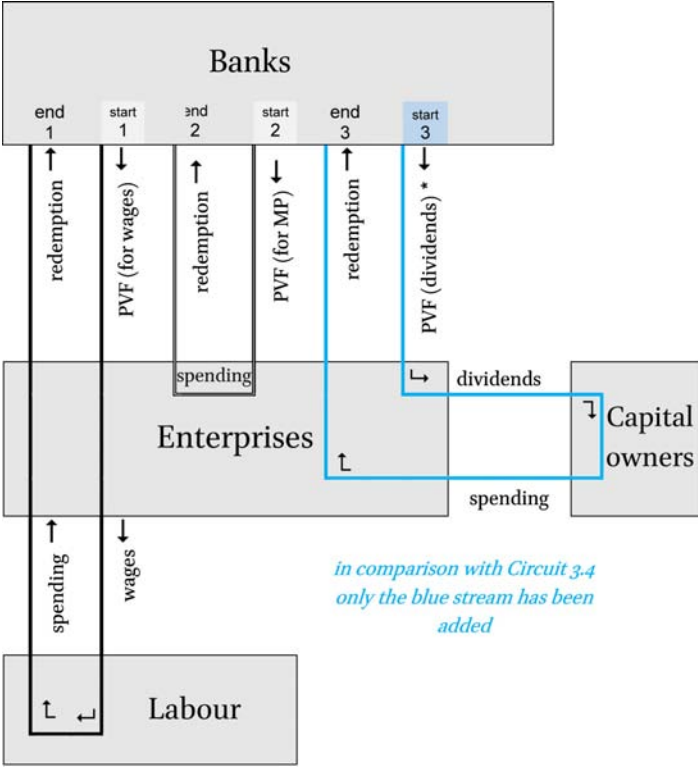 Banks
end start end start end start
1 1 2 2 3 3
redemption
PVF (for wages)
redemption
PVF (for MP)
redemption
PVF (dividends) *
spending
dividends
Enterprises
Capital
owners
spending
spending
wages
in comparison with Circuit 3.4
only the blue stream has been
added
Labour